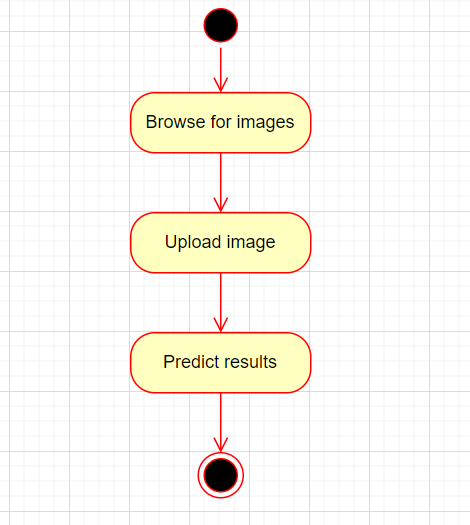 Browse for images
Upload image
Predict results